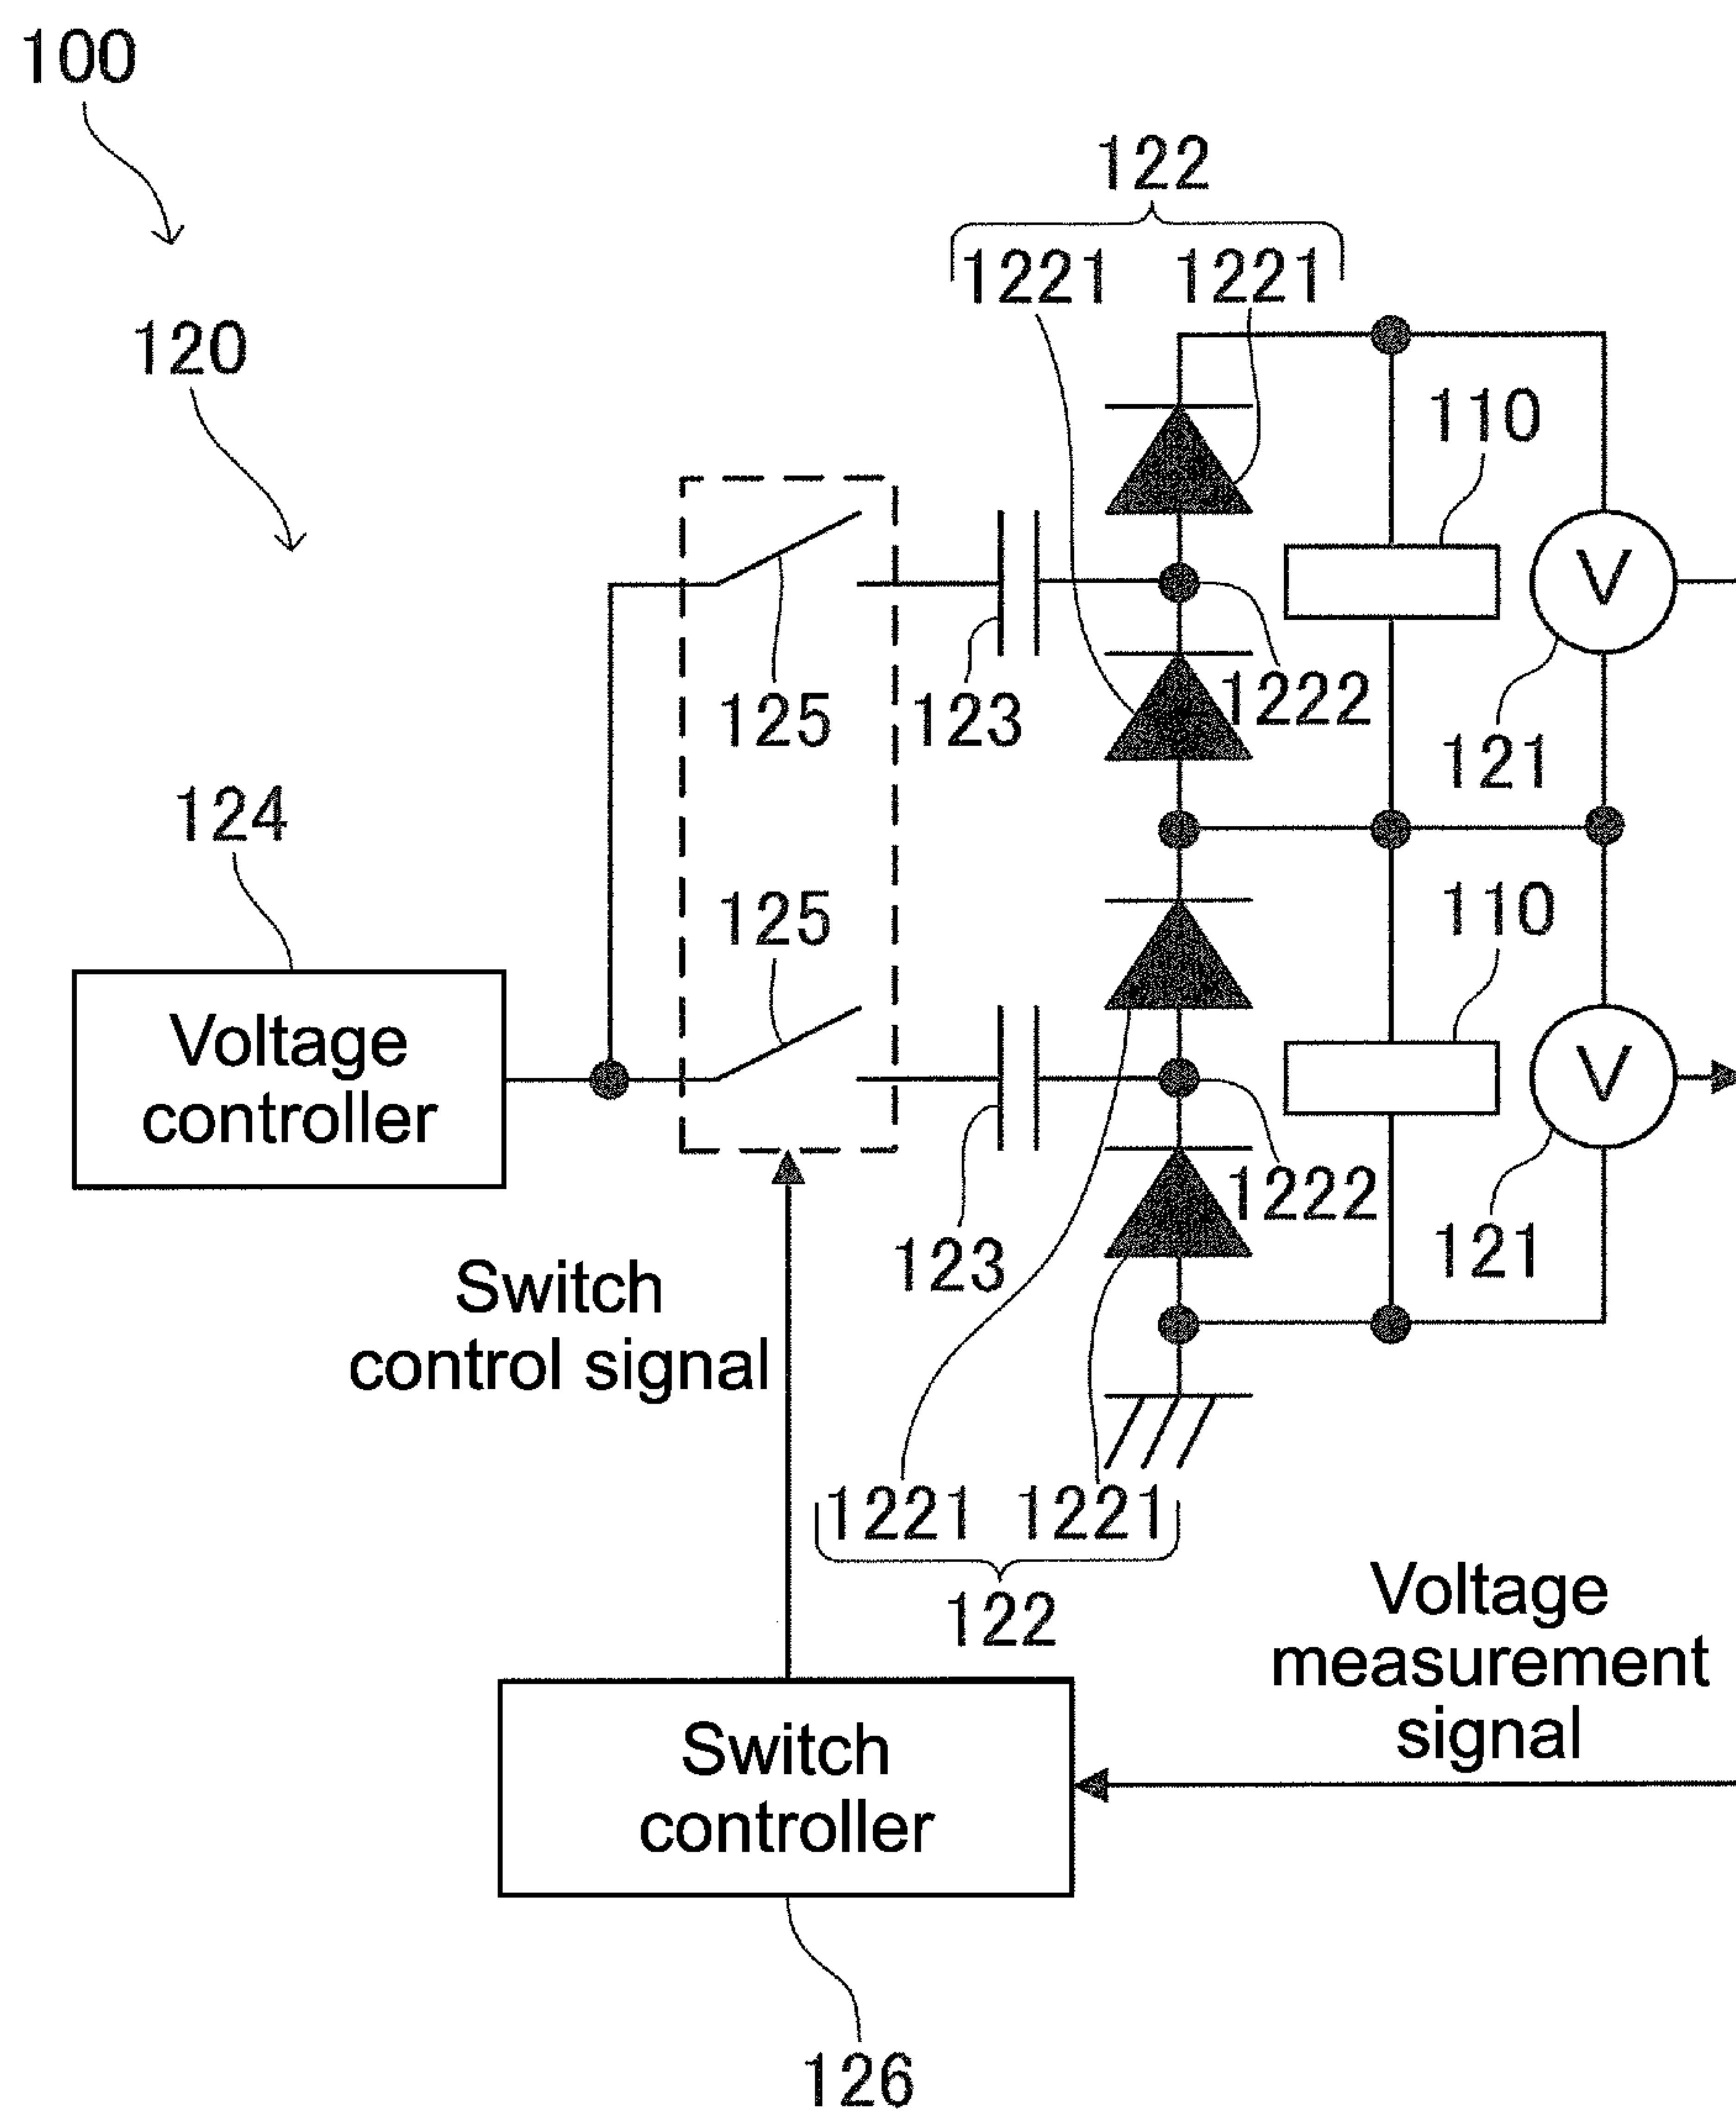 100
122
1221 1221
120
110
V
125
123
1222
121
124
125
110
Voltage
controller
V
1222
123
121
Switch
control signal
1221 1221
122
Voltage
measurement
signal
Switch
controller
126